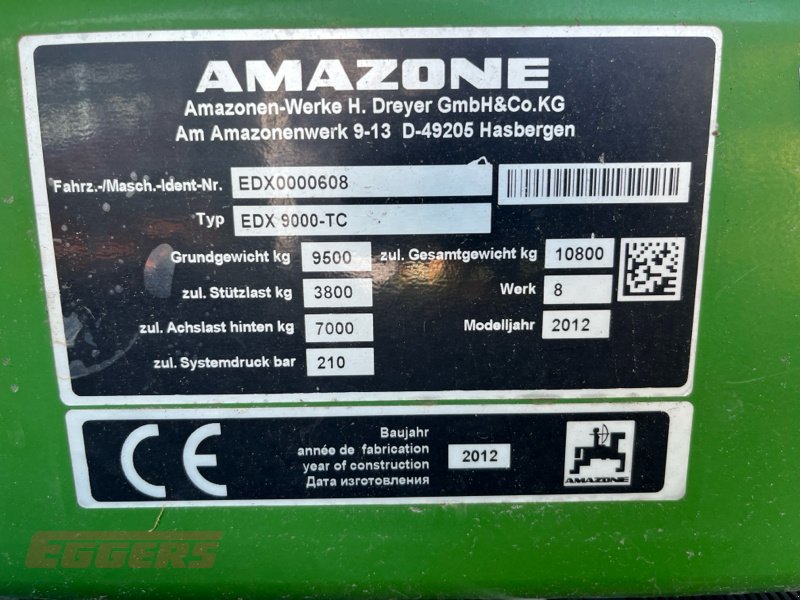 AMAZONE
Amazonen-Werke H. Dreyer GmbH&Co.KG
Am Amazonenwerk 9-13 D-49205 Hasbergen
Fahrz.-/Masch.-Ident-Nr. EDX0000608
Typ EDX 9000-TC
Grundgewicht kg 9500 zul. Gesamtgewicht kg 10800
zul. Stützlast kg 3800 Werk 8
zul. Achslast hinten kg 7000 Modelljahr 2012
zul. Systemdruck bar 210
CE
Baujahr
année de fabrication
year of construction 2012
Дата изготовления
AMAZONE
EGGERS